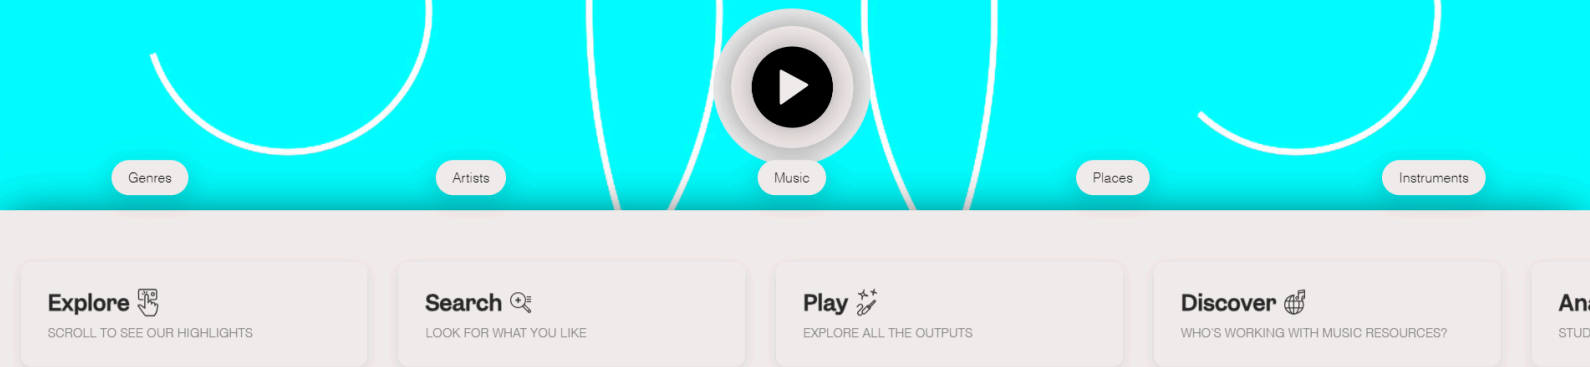 Genres
Artists
Music
Places
Instruments
Explore
SCROLL TO SEE OUR HIGHLIGHTS
Search
LOOK FOR WHAT YOU LIKE
Play
EXPLORE ALL THE OUTPUTS
Discover
WHO'S WORKING WITH MUSIC RESOURCES?